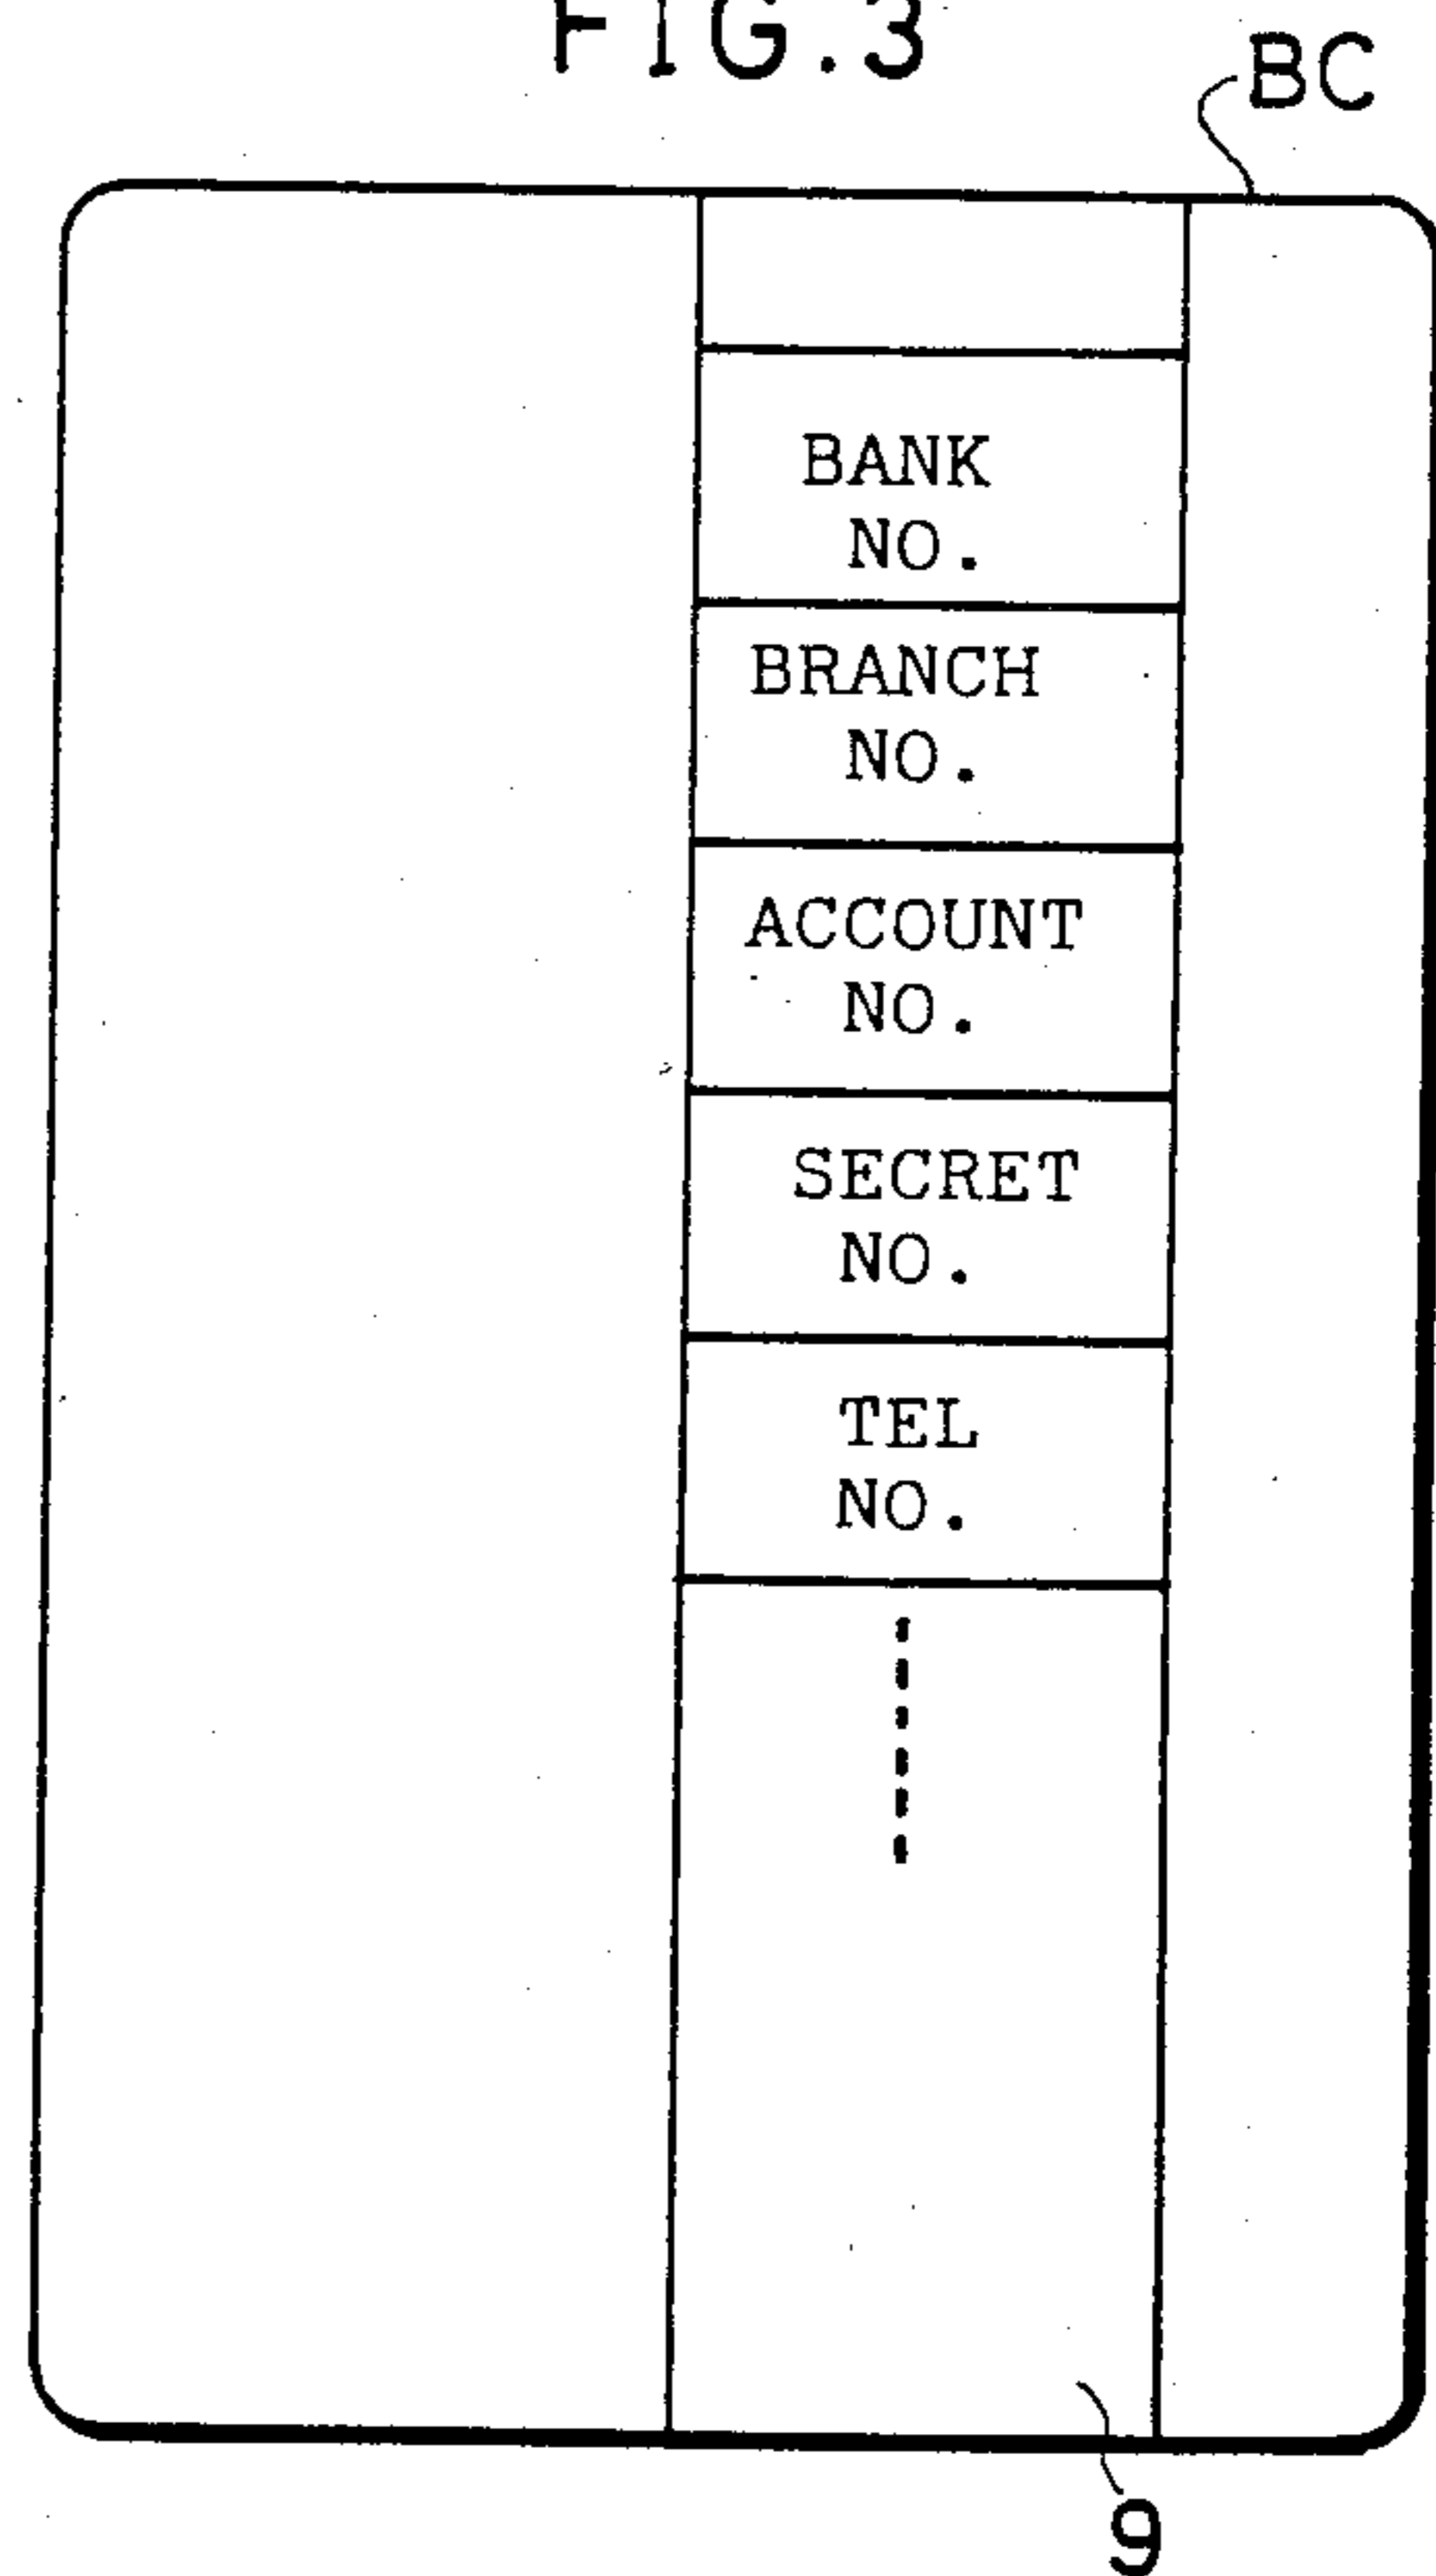 FIG.3
BC
BANK
NO.
BRANCH
NO.
ACCOUNT
NO.
SECRET
NO.
TEL
NO.
9